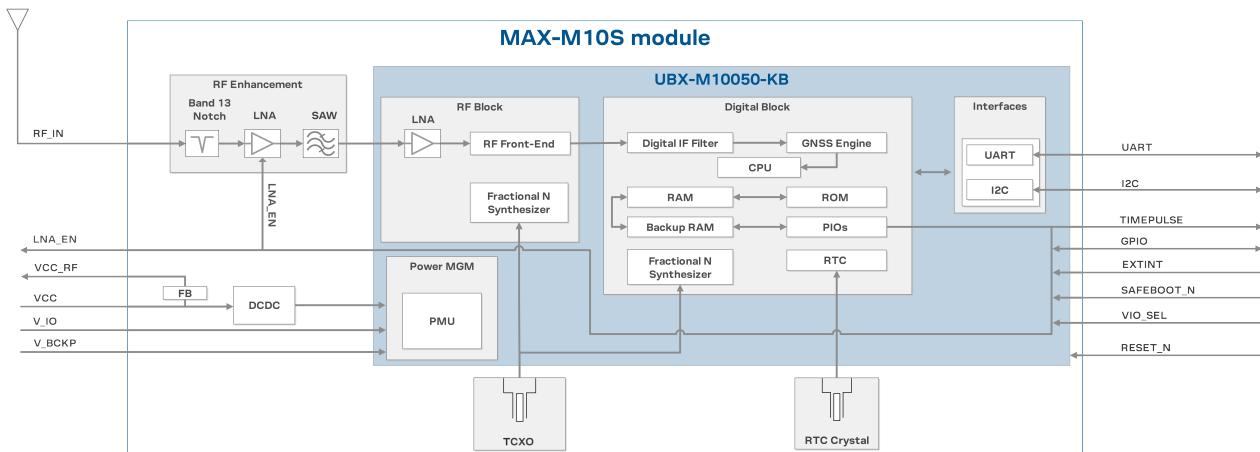 MAX-M10S module
UBX-M10050-KB
RF Enhancement
Band 13
Notch
LNA
SAW
RF_IN
LNA_EN
RF Block
LNA
RF Front-End
Fractional N
Synthesizer
Digital Block
Digital IF Filter
GNSS Engine
CPU
RAM
ROM
Backup RAM
PIOs
Fractional N
Synthesizer
RTC
Interfaces
UART
I2C
LNA_EN
VCC_RF
FB
VCC
DCDC
V_IO
V_BCKP
Power MGM
PMU
UART
I2C
TIMEPULSE
GPIO
EXTINT
SAFEBOOT_N
VIO_SEL
RESET_N
TCXO
RTC Crystal